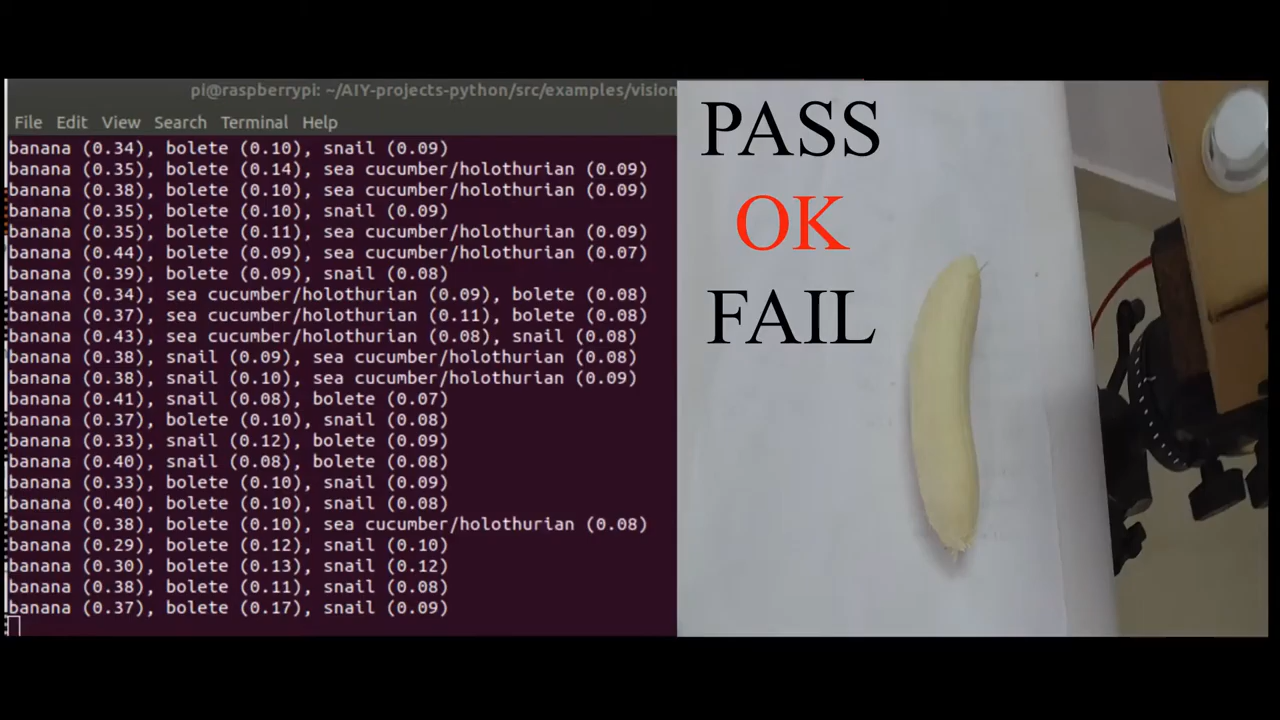 pi@raspberrypi: ~/AIY-projects-python/src/examples/vision
File Edit View Search Terminal Help
banana (0.34), bolete (0.10), snail (0.09)
banana (0.35), bolete (0.14), sea cucumber/holothurian (0.09)
banana (0.38), bolete (0.10), sea cucumber/holothurian (0.09)
banana (0.35), bolete (0.10), snail (0.09)
banana (0.35), bolete (0.11), sea cucumber/holothurian (0.09)
banana (0.44), bolete (0.09), sea cucumber/holothurian (0.07)
banana (0.39), bolete (0.09), snail (0.08)
banana (0.34), sea cucumber/holothurian (0.09), bolete (0.08)
banana (0.37), sea cucumber/holothurian (0.11), bolete (0.08)
banana (0.43), sea cucumber/holothurian (0.08), snail (0.08)
banana (0.38), snail (0.09), sea cucumber/holothurian (0.08)
banana (0.38), snail (0.10), sea cucumber/holothurian (0.09)
banana (0.41), snail (0.08), bolete (0.07)
banana (0.37), bolete (0.10), snail (0.08)
banana (0.33), snail (0.12), bolete (0.09)
banana (0.40), snail (0.08), bolete (0.08)
banana (0.33), bolete (0.10), snail (0.09)
banana (0.40), bolete (0.10), snail (0.08)
banana (0.38), bolete (0.10), sea cucumber/holothurian (0.08)
banana (0.29), bolete (0.12), snail (0.10)
banana (0.30), bolete (0.13), snail (0.12)
banana (0.38), bolete (0.11), snail (0.08)
banana (0.37), bolete (0.17), snail (0.09)
PASS
OK
FAIL